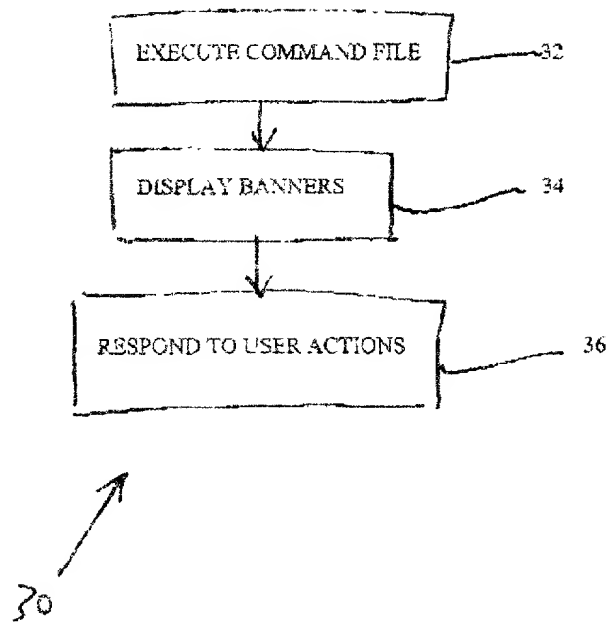 EXECUTE COMMAND FILE
32
DISPLAY BANNERS
34
RESPOND TO USER ACTIONS
36
30